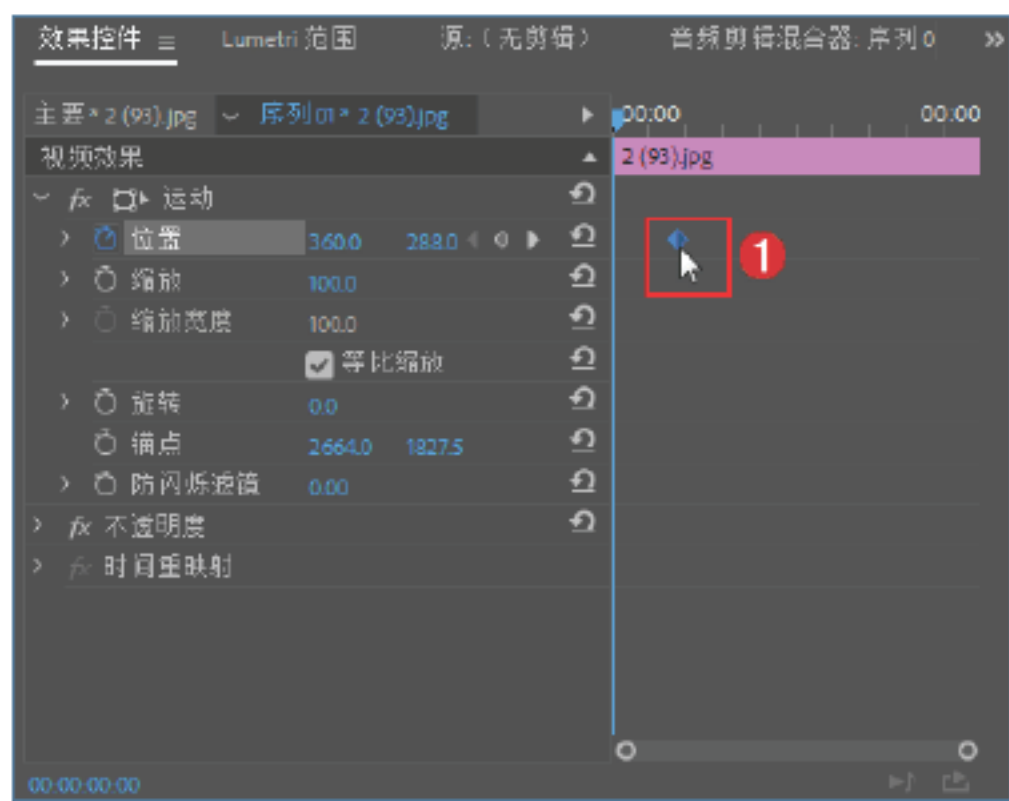 效果控件 ≡ Lumetri 范围 源:（无剪辑） 音频剪辑混合器: 序列 0 »
主要 * 2 (93).jpg 序列 01 * 2 (93).jpg 00:00 00:00
视频效果 2 (93).jpg
fx 运动
位置 360.0 288.0 1
缩放 100.0
缩放宽度 100.0
等比缩放
旋转 0.0
锚点 2664.0 1827.5
防闪烁滤镜 0.00
fx 不透明度
fx 时间重映射
00:00:00:00